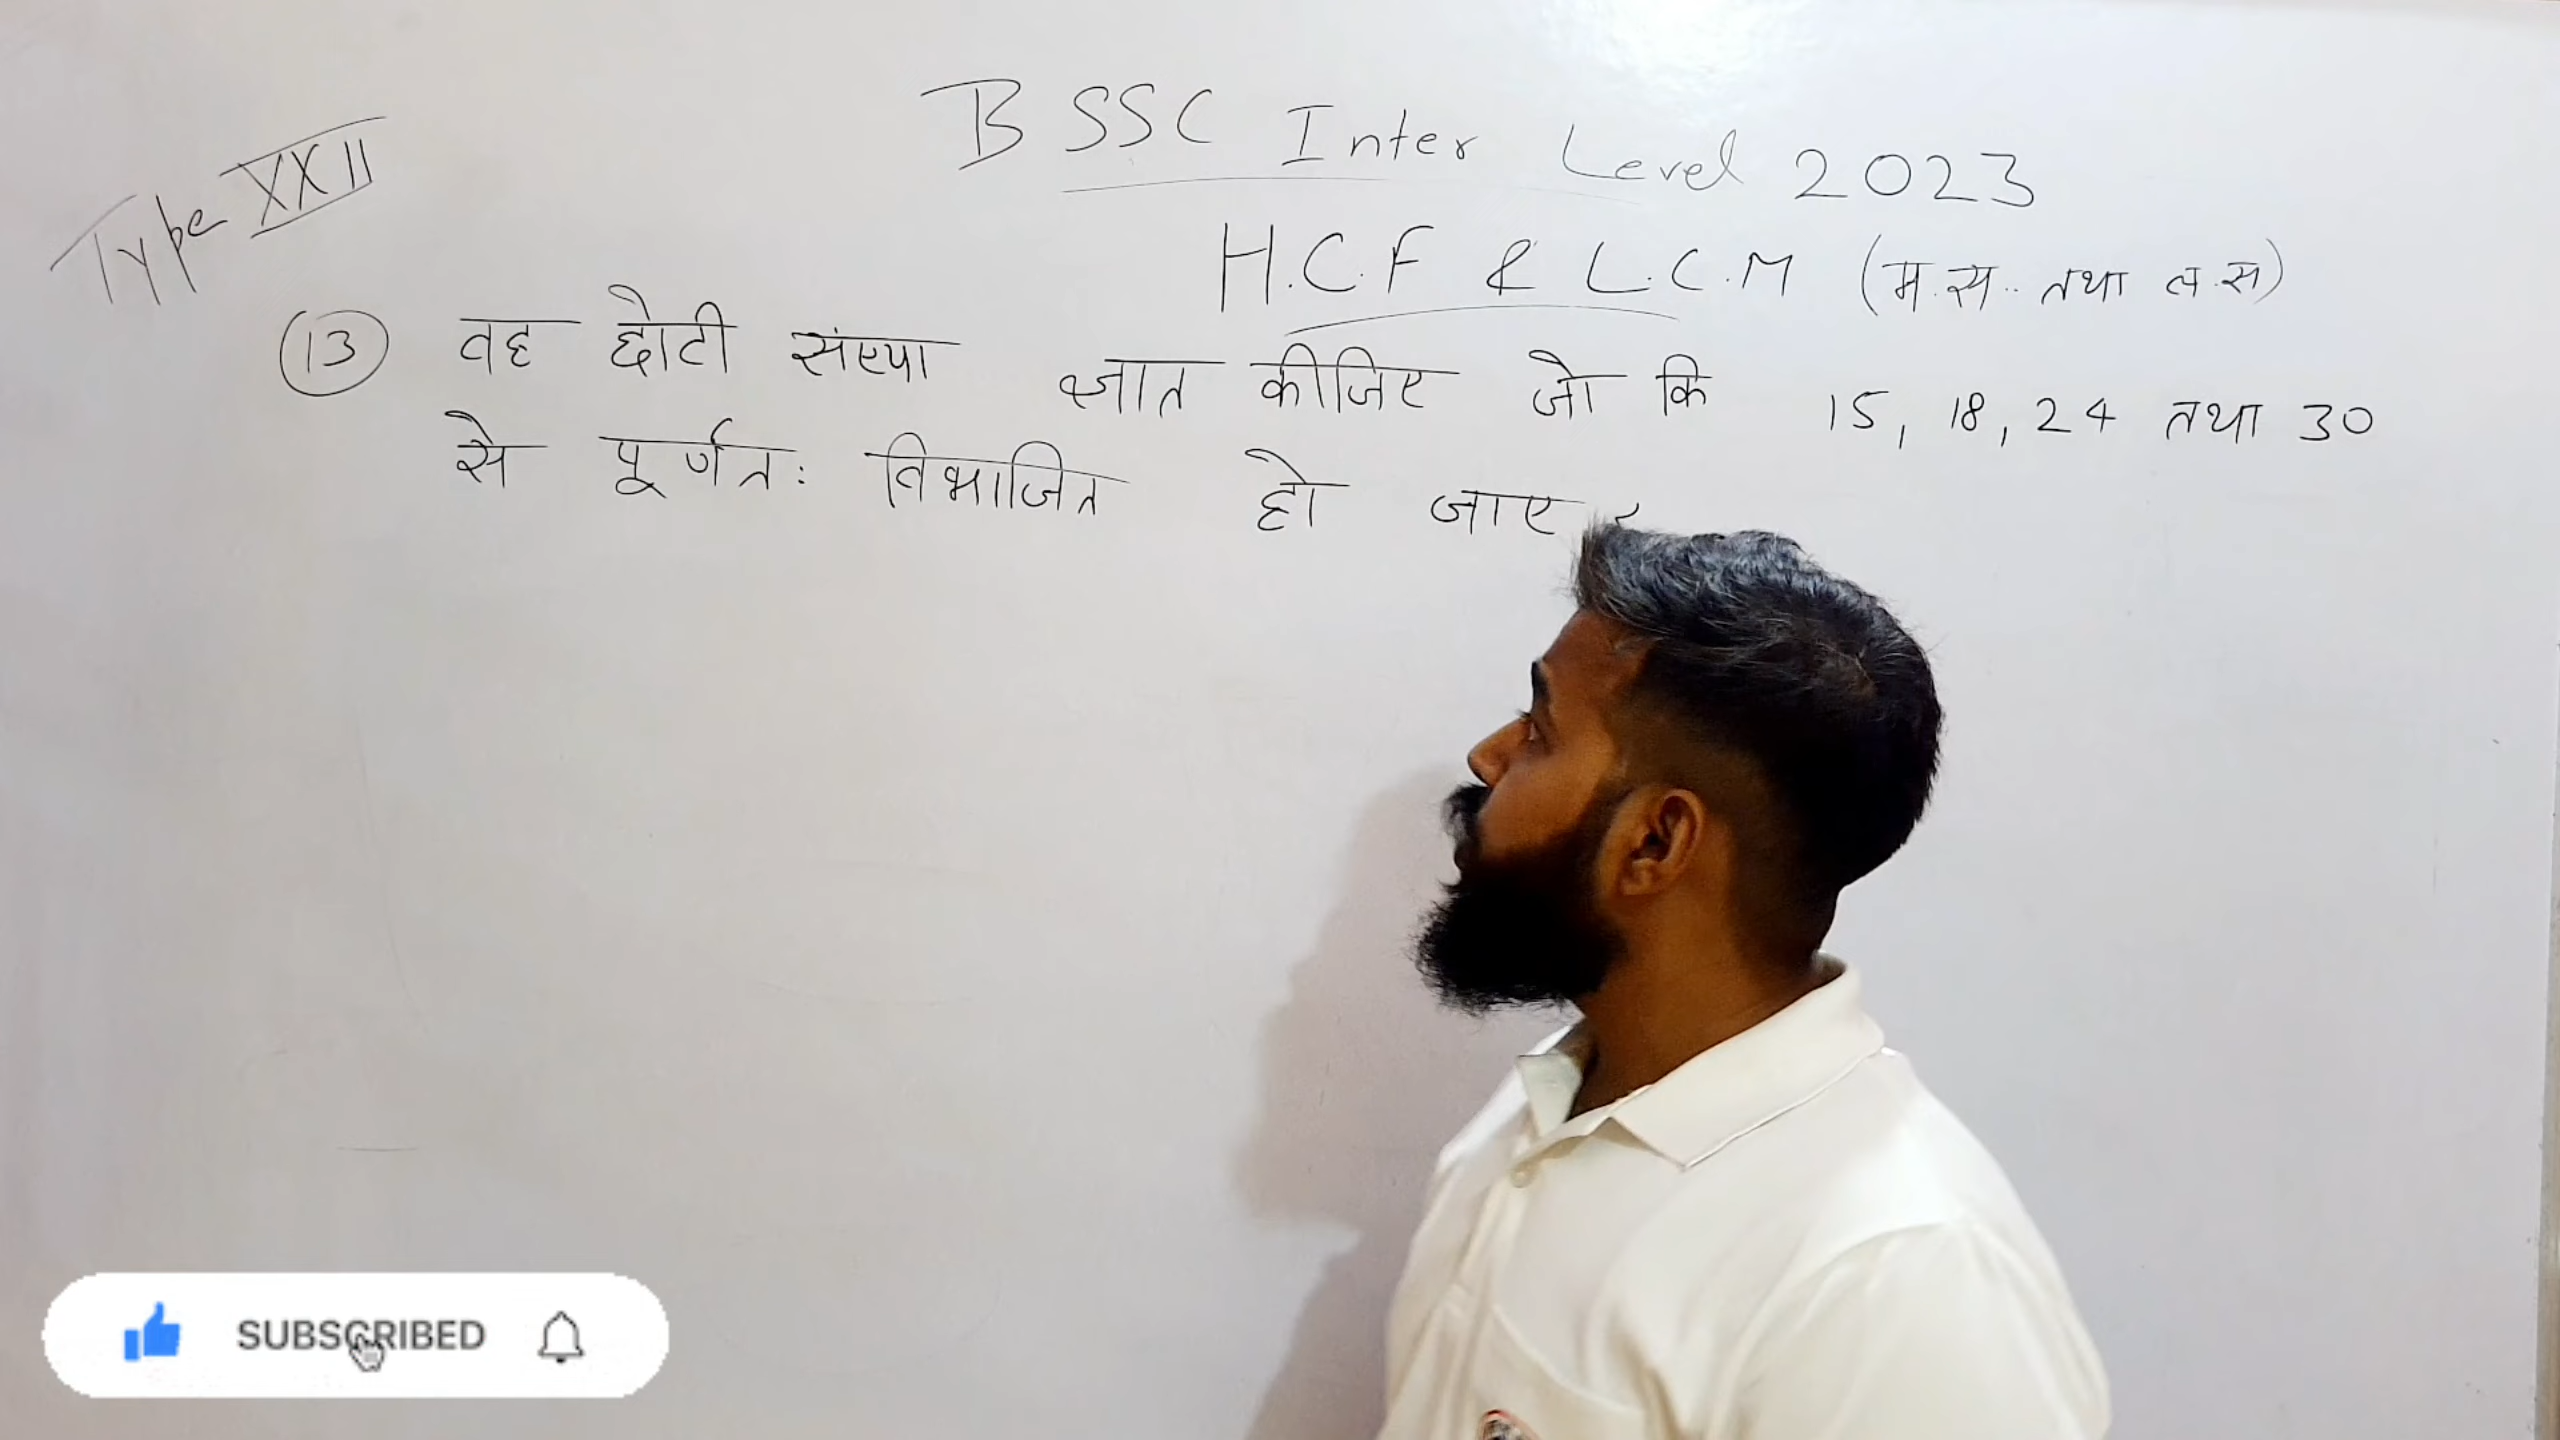 BSSC Inter Level 2023
Type XXII
H.C.F & L.C.M (म.स. तथा ल.स)
(13) वह छोटी संख्या ज्ञात कीजिए जो कि 15, 18, 24 तथा 30
से पूर्णत: विभाजित हो जाए
SUBSCRIBED